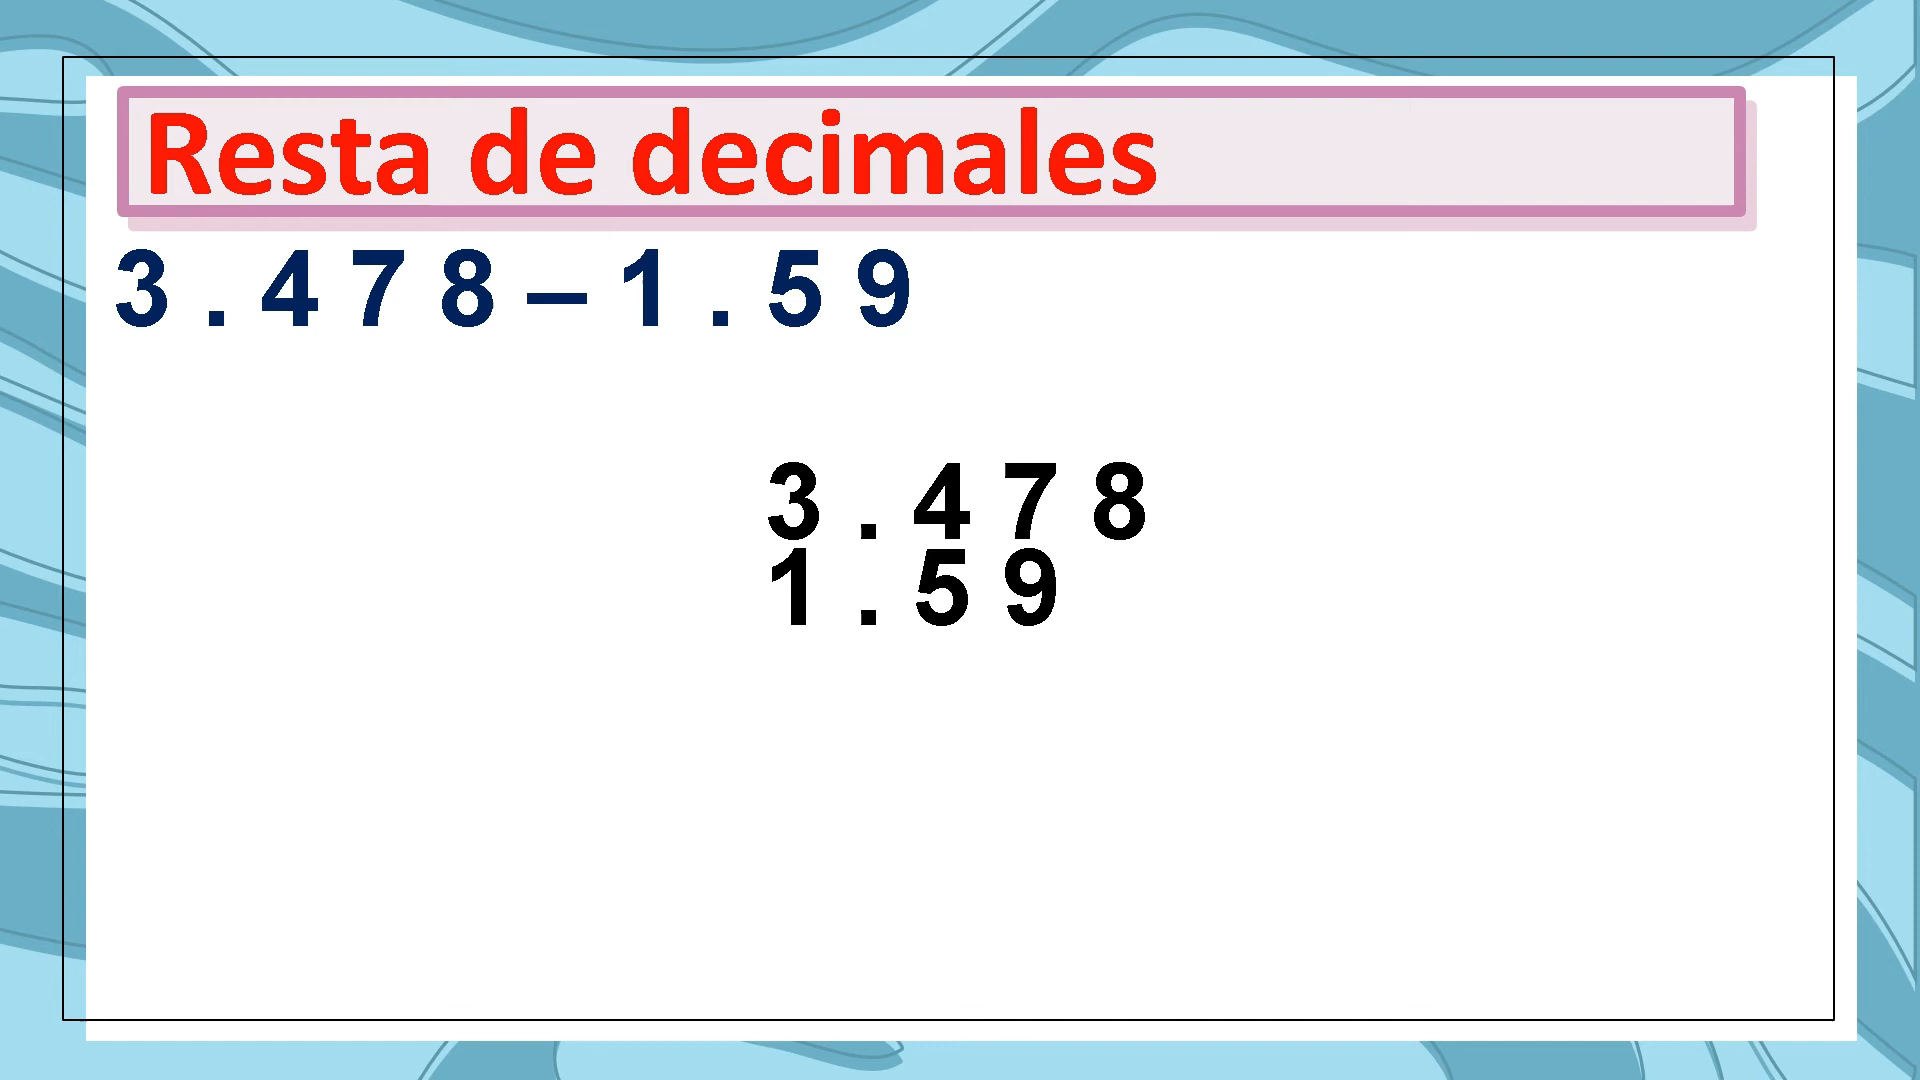 Resta de decimales
3 . 4 7 8 – 1 . 5 9
3 . 4 7 8
1 . 5 9